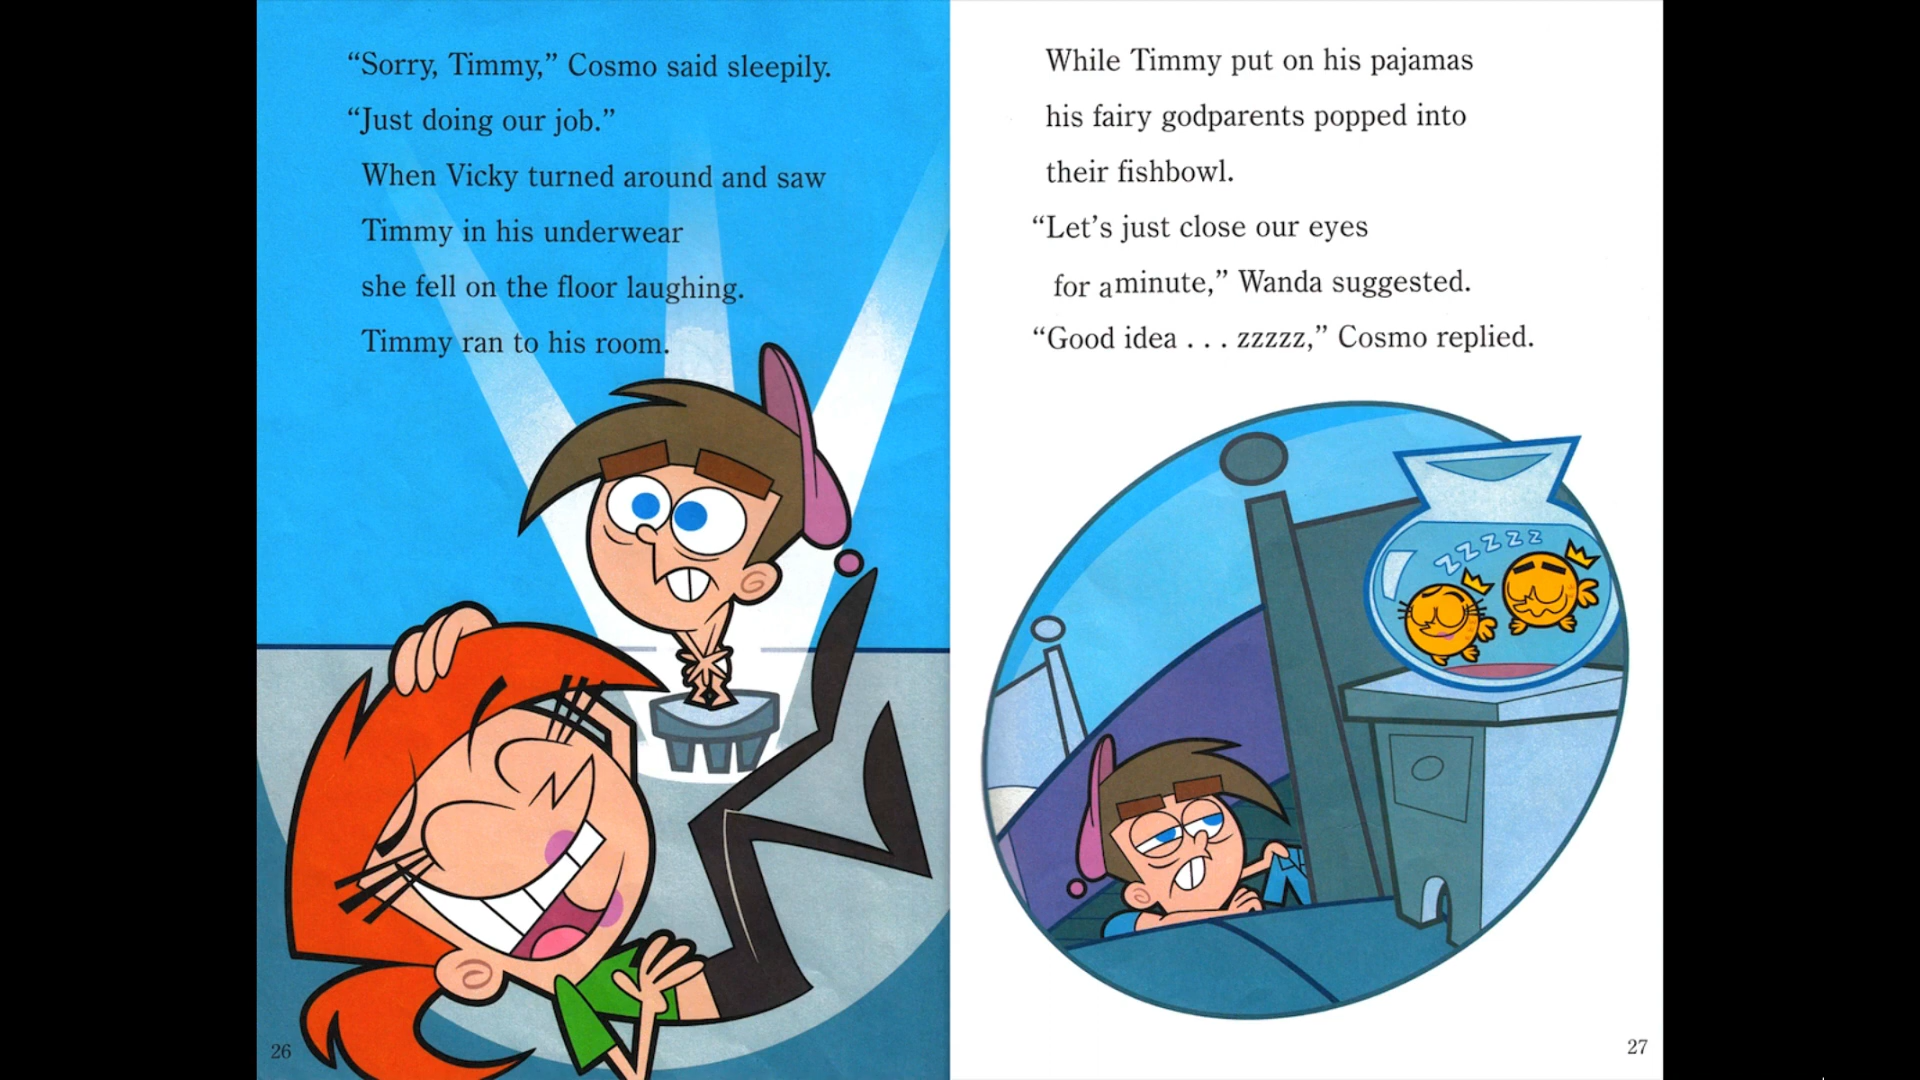 “Sorry, Timmy,” Cosmo said sleepily.
“Just doing our job.”
When Vicky turned around and saw
Timmy in his underwear
she fell on the floor laughing.
Timmy ran to his room.
26
While Timmy put on his pajamas
his fairy godparents popped into
their fishbowl.
“Let’s just close our eyes
for a minute,” Wanda suggested.
“Good idea . . . zzzzz,” Cosmo replied.
zzzzz
27